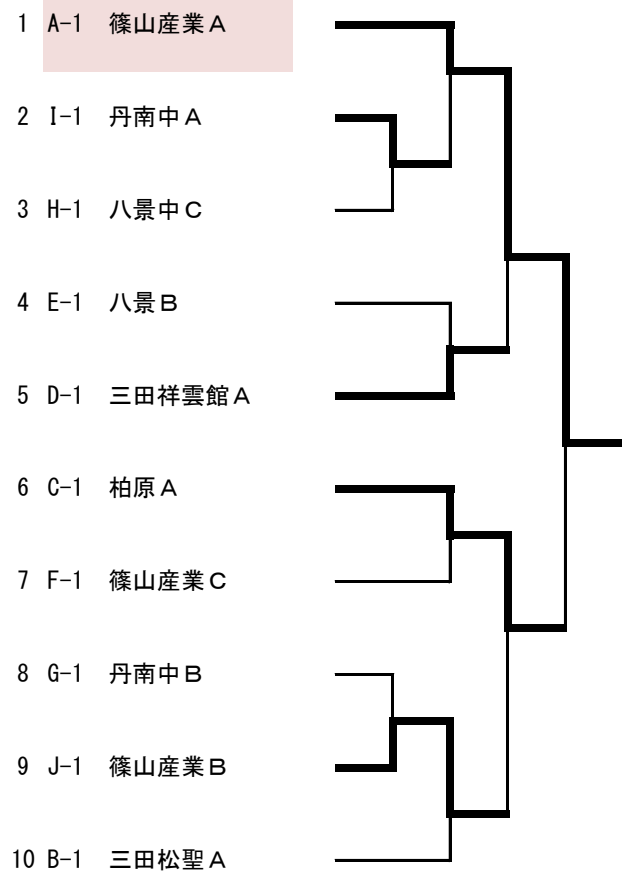 1 A-1 篠山産業A
2 I-1 丹南中A
3 H-1 八景中C
4 E-1 八景B
5 D-1 三田祥雲館A
6 C-1 柏原A
7 F-1 篠山産業C
8 G-1 丹南中B
9 J-1 篠山産業B
10 B-1 三田松聖A